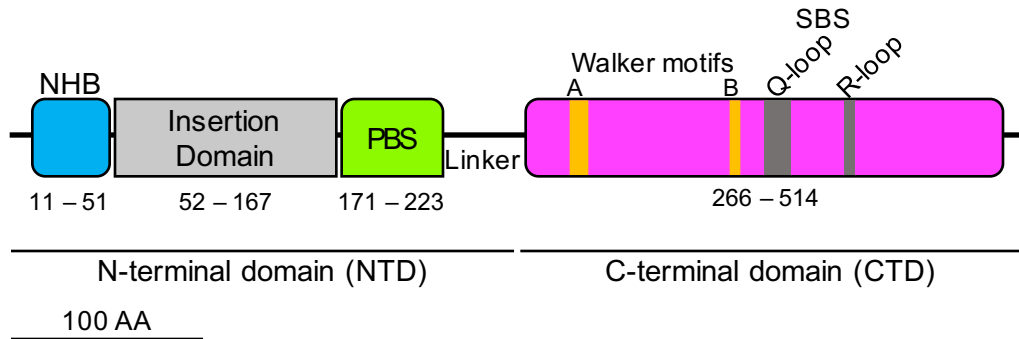 SBS
NHB
Walker motifs
A
B
Q-loop
R-loop
Insertion
Domain
PBS
Linker
11 – 51
52 – 167
171 – 223
266 – 514
N-terminal domain (NTD)
C-terminal domain (CTD)
100 AA